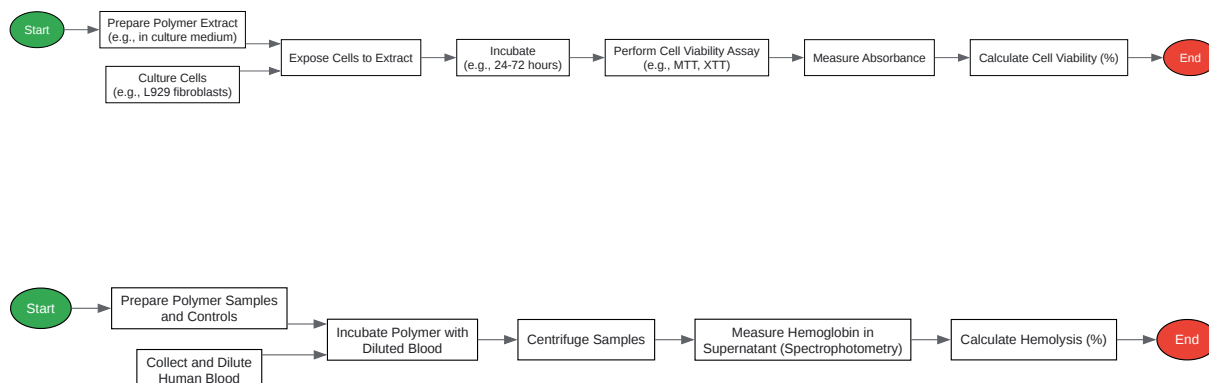 Start
Prepare Polymer Extract
(e.g., in culture medium)
Culture Cells
(e.g., L929 fibroblasts)
Expose Cells to Extract
Incubate
(e.g., 24-72 hours)
Perform Cell Viability Assay
(e.g., MTT, XTT)
Measure Absorbance
Calculate Cell Viability (%)
End
Start
Prepare Polymer Samples
and Controls
Collect and Dilute
Human Blood
Incubate Polymer with
Diluted Blood
Centrifuge Samples
Measure Hemoglobin in
Supernatant (Spectrophotometry)
Calculate Hemolysis (%)
End